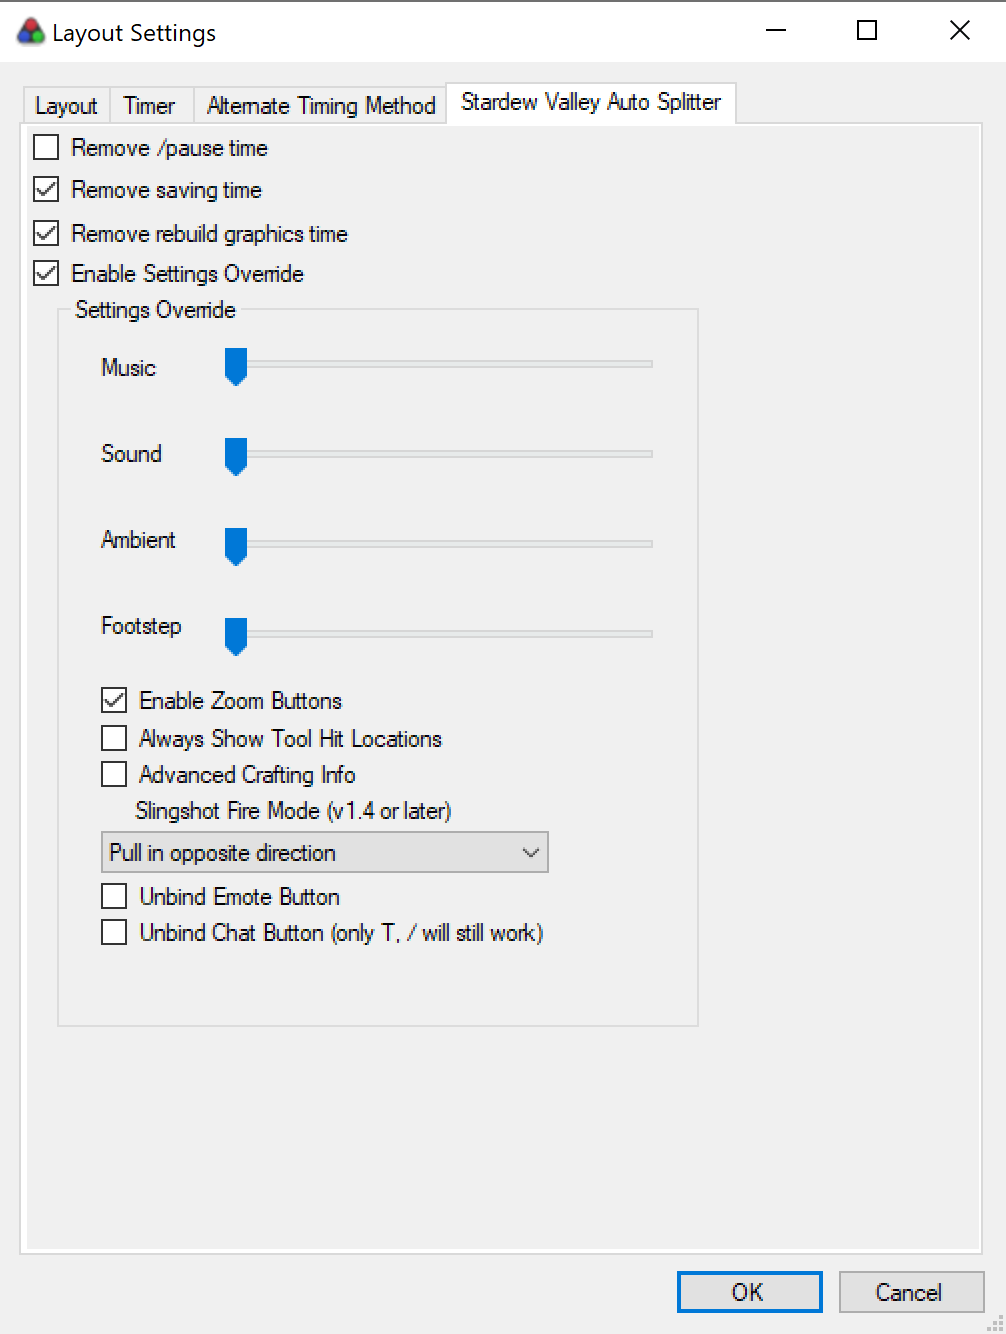 Layout Settings
Layout Timer Alternate Timing Method Stardew Valley Auto Splitter
Remove /pause time
Remove saving time
Remove rebuild graphics time
Enable Settings Override
Settings Override
Music
Sound
Ambient
Footstep
Enable Zoom Buttons
Always Show Tool Hit Locations
Advanced Crafting Info
Slingshot Fire Mode (v1.4 or later)
Pull in opposite direction
Unbind Emote Button
Unbind Chat Button (only T, / will still work)
OK Cancel